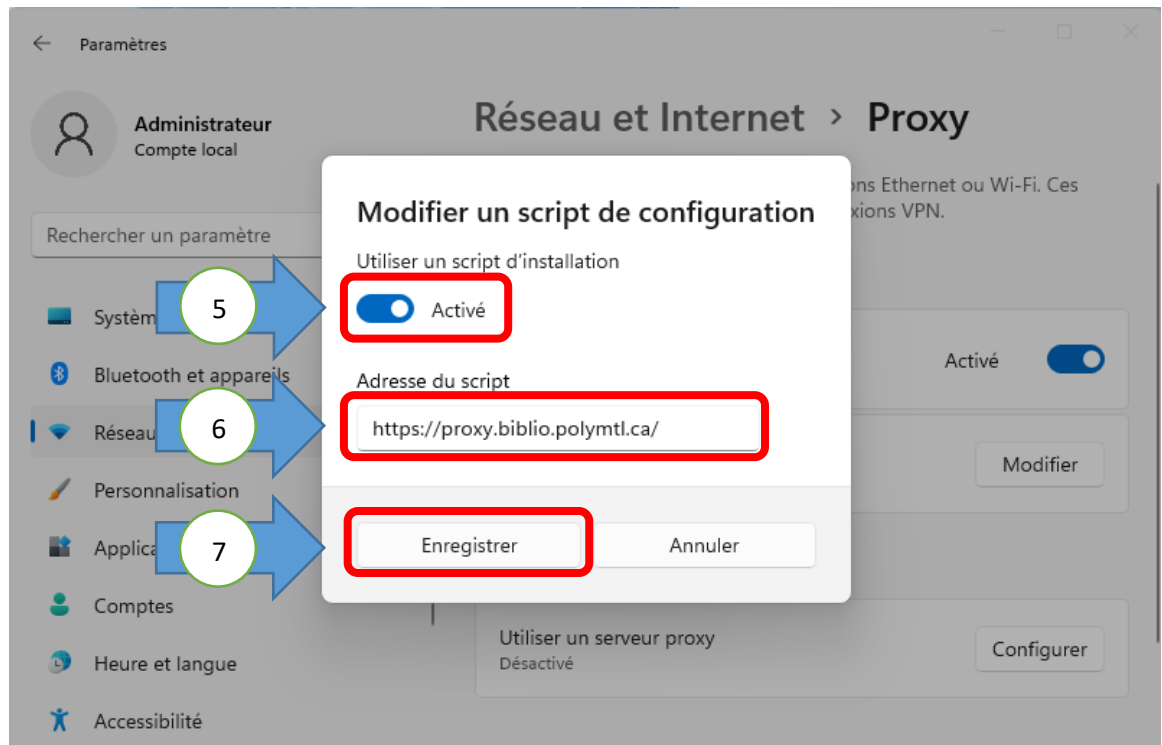 Paramètres
Administrateur
Compte local
Réseau et Internet > Proxy
ons Ethernet ou Wi-Fi. Ces
xions VPN.
Rechercher un paramètre
Modifier un script de configuration
Utiliser un script d'installation
5
Activé
Systèm
Activé
Bluetooth et appareils
Adresse du script
6
https://proxy.biblio.polymtl.ca/
Réseau
Modifier
Personnalisation
7
Enregistrer
Annuler
Applica
Comptes
Utiliser un serveur proxy
Désactivé
Configurer
Heure et langue
Accessibilité